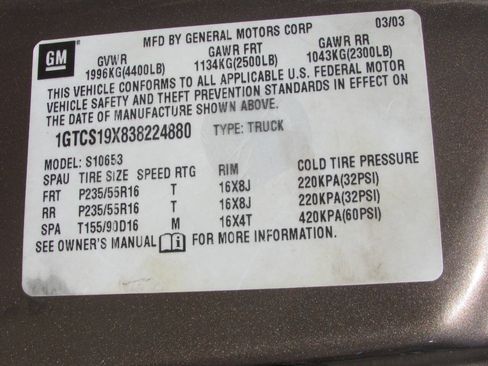 MFD BY GENERAL MOTORS CORP 03/03
GM
GVWR GAWR FRT GAWR RR
1996KG(4400LB) 1134KG(2500LB) 1043KG(2300LB)
THIS VEHICLE CONFORMS TO ALL APPLICABLE U.S. FEDERAL MOTOR
VEHICLE SAFETY AND THEFT PREVENTION STANDARDS IN EFFECT ON
THE DATE OF MANUFACTURE SHOWN ABOVE.
1GTCS19X838224880 TYPE: TRUCK
MODEL: S10653
SPAU TIRE SIZE SPEED RTG RIM COLD TIRE PRESSURE
FRT P235/55R16 T 16X8J 220KPA(32PSI)
RR P235/55R16 T 16X8J 220KPA(32PSI)
SPA T155/90D16 M 16X4T 420KPA(60PSI)
SEE OWNER'S MANUAL FOR MORE INFORMATION.